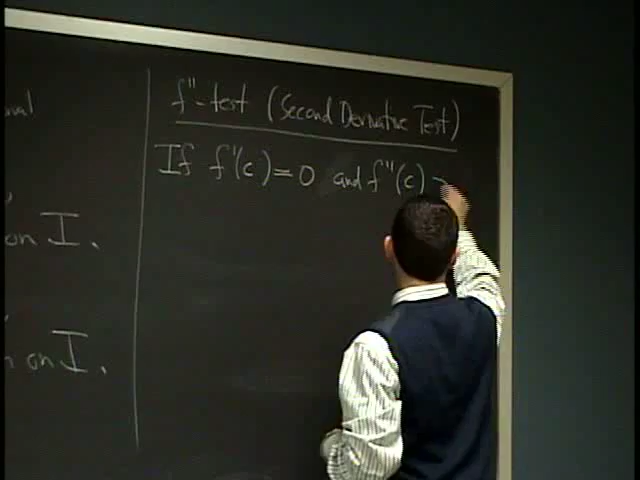 f''-test (Second Derivative Test)
If f'(c) = 0 and f''(c)
on I.
on I.